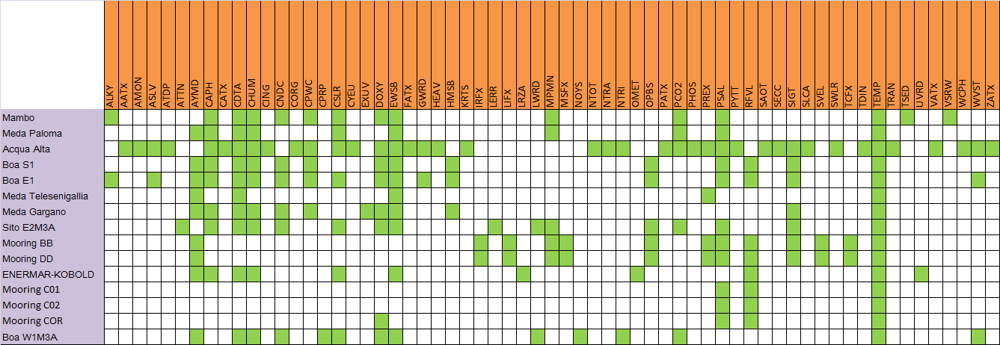 ALKY
AATX
AMON
ASLV
ATDP
ATTN
AYMD
CAPH
CATX
CDTA
CHUM
CING
CNDC
CORG
CPWC
CPRP
CSLR
CYEU
EXUV
DOXY
EWSB
FATX
GWRD
HEAV
HMSB
KRTS
IRFX
LERR
LIFX
LRZA
LWRD
MPMN
MSFX
NOYS
NTOT
NTRA
NTRI
OMET
OPBS
PATX
PCO2
PHOS
PREX
PSAL
PYTT
RFVL
SAOT
SECC
SIGT
SLCA
SVEL
SWLR
TCFX
TDIN
TEMP
TRAN
TSED
UVRD
VATX
VSRW
WCPH
WVST
ZATX
Mambo
Meda Paloma
Acqua Alta
Boa S1
Boa E1
Meda Telesenigallia
Meda Gargano
Sito E2M3A
Mooring BB
Mooring DD
ENERMAR-KOBOLD
Mooring C01
Mooring C02
Mooring COR
Boa W1M3A